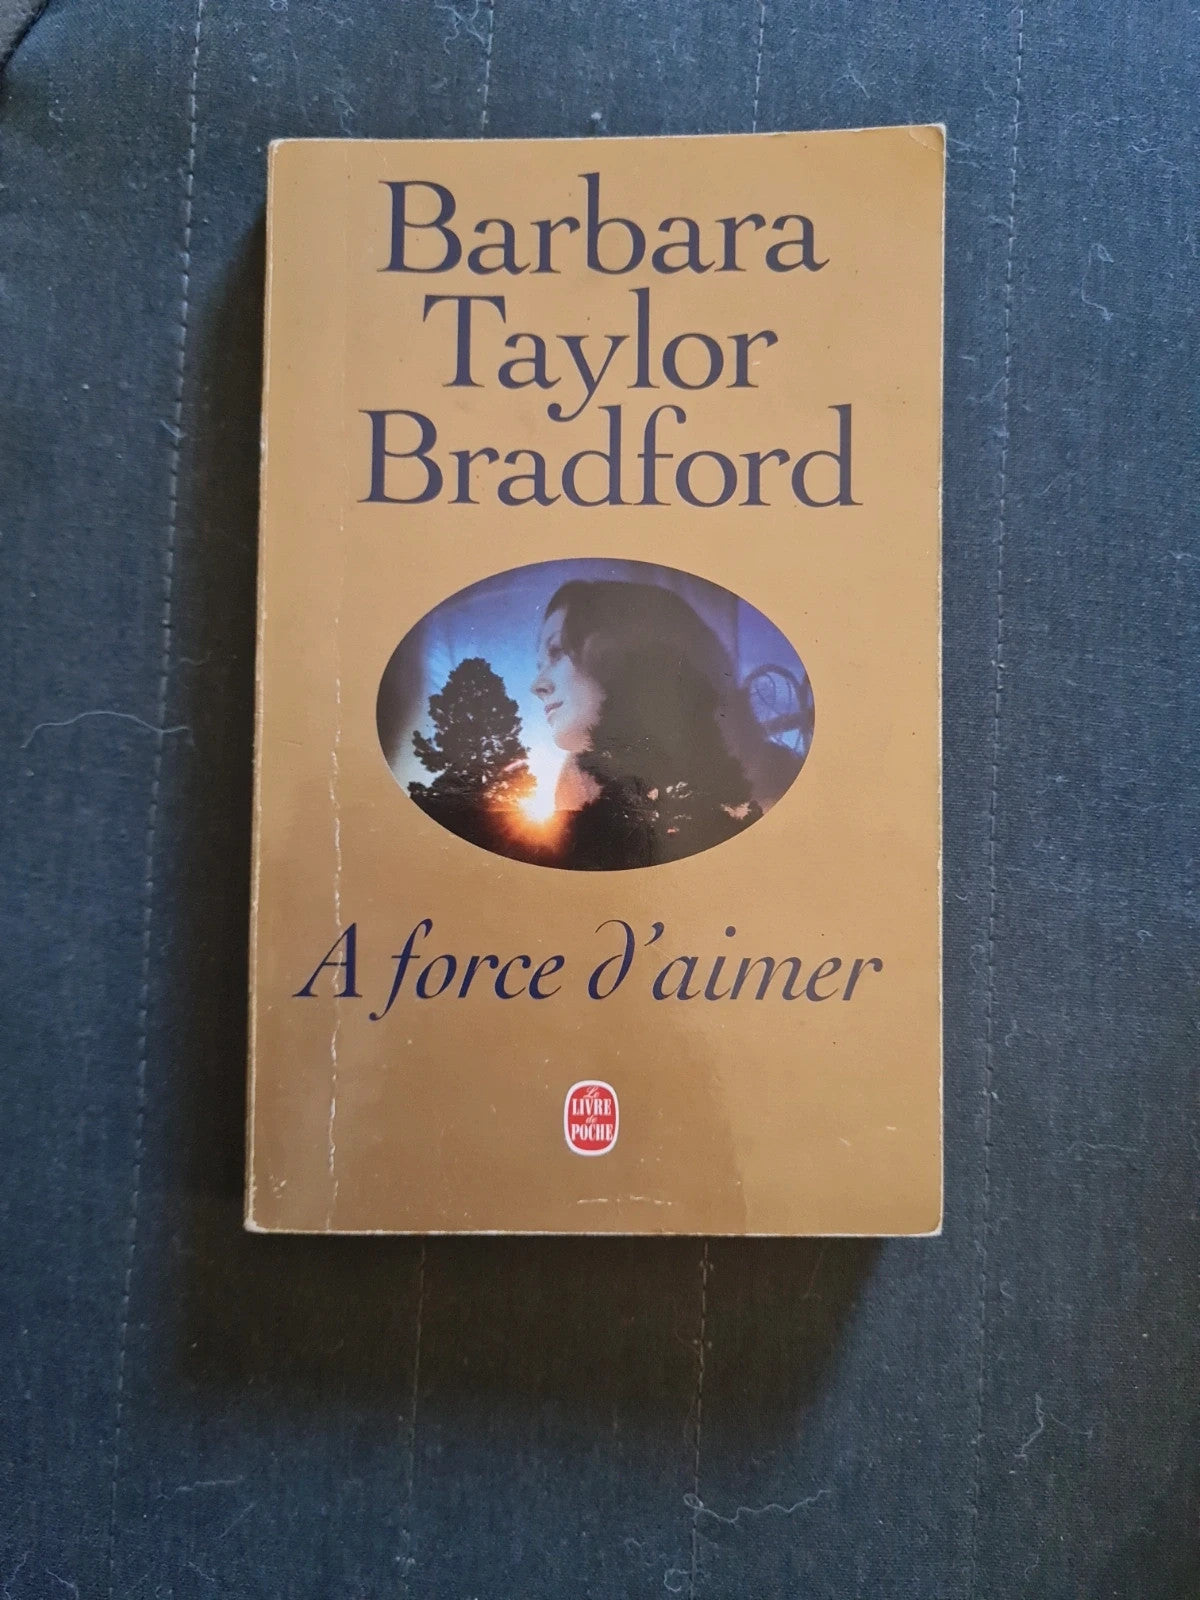 Barbara
Taylor
Bradford
A force d'aimer
Le
LIVRE
de
POCHE